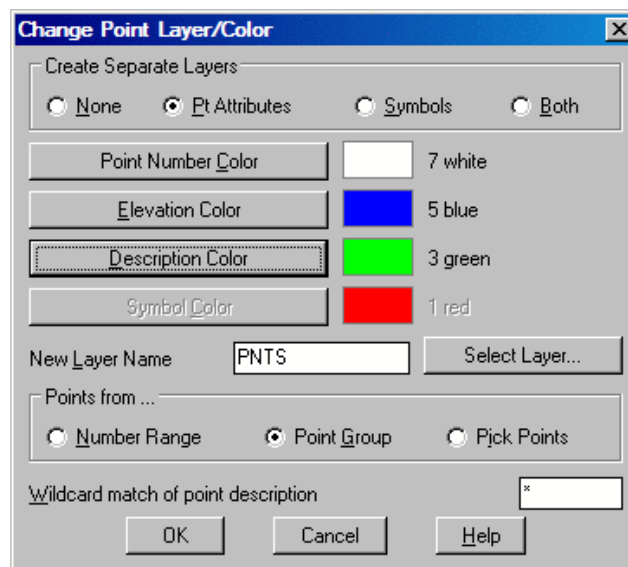 Change Point Layer/Color
Create Separate Layers
None Pt Attributes Symbols Both
Point Number Color 7 white
Elevation Color 5 blue
Description Color 3 green
Symbol Color 1 red
New Layer Name PNTS Select Layer...
Points from ...
Number Range Point Group Pick Points
Wildcard match of point description *
OK Cancel Help